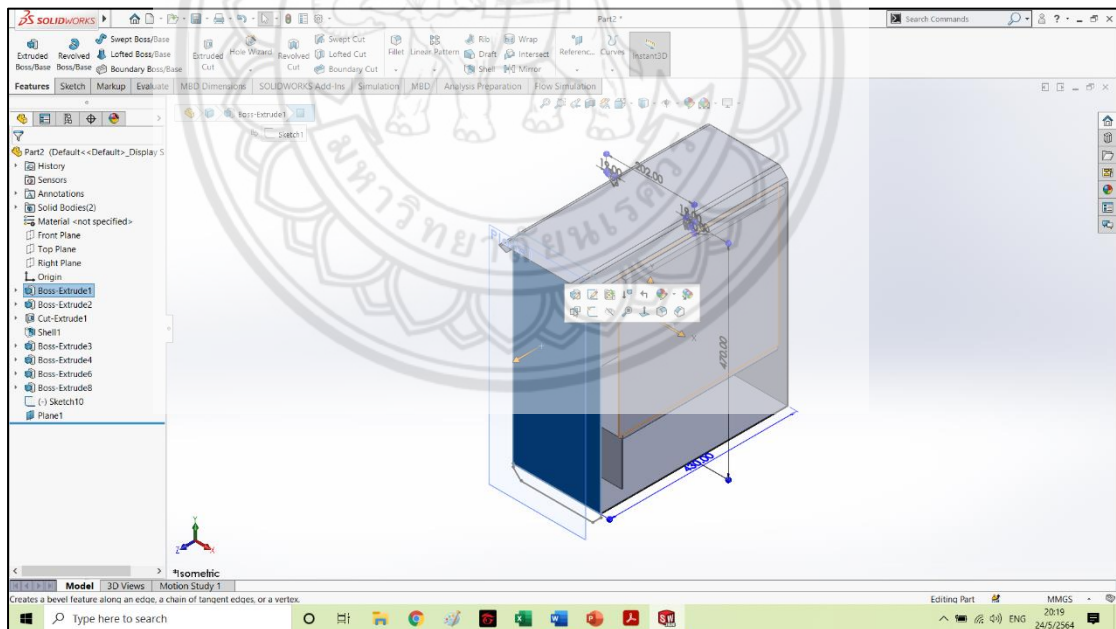 SOLIDWORKS
Part2 *
Search Commands
Extruded Boss/Base
Revolved Boss/Base
Swept Boss/Base
Lofted Boss/Base
Boundary Boss/Base
Extruded Cut
Hole Wizard
Revolved Cut
Swept Cut
Lofted Cut
Boundary Cut
Fillet
Linear Pattern
Rib
Draft
Shell
Wrap
Intersect
Mirror
Referenc...
Curves
Instant3D
Features Sketch Markup Evaluate MBD Dimensions SOLIDWORKS Add-Ins Simulation MBD Analysis Preparation Flow Simulation
Boss-Extrude1
Sketch1
Part2 (Default<<Default>_Display S
History
Sensors
Annotations
Solid Bodies(2)
Material <not specified>
Front Plane
Top Plane
Right Plane
Origin
Boss-Extrude1
Boss-Extrude2
Cut-Extrude1
Shell1
Boss-Extrude3
Boss-Extrude4
Boss-Extrude6
Boss-Extrude8
(-) Sketch10
Plane1
202.00
470.00
430.00
X
Y
Z
X
*Isometric
Model 3D Views Motion Study 1
Creates a bevel feature along an edge, a chain of tangent edges, or a vertex.
Editing Part
MMGS
Type here to search
ENG
20:19
24/5/2564